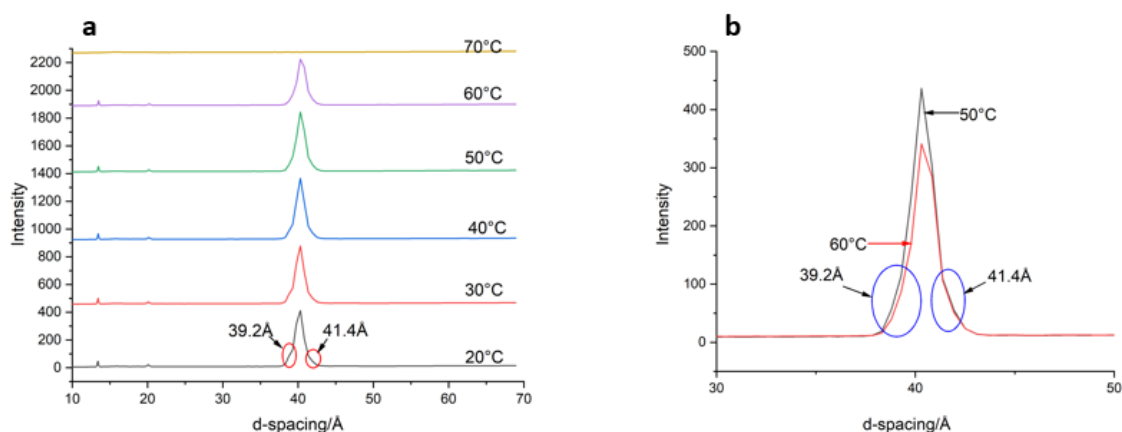 a
70°C
2200
2000
60°C
1800
1600
50°C
1400
1200
40°C
1000
800
30°C
600
400
39.2Å 41.4Å
200
20°C
0
10 20 30 40 50 60 70
Intensity
d-spacing/Å
b
500
400
50°C
300
200
60°C
39.2Å 41.4Å
100
0
30 40 50
Intensity
d-spacing/Å